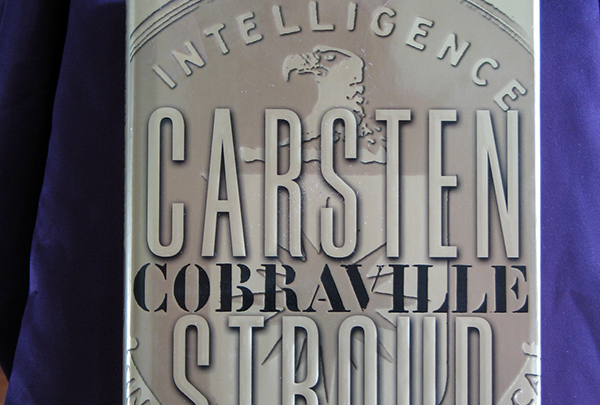 INTELLIGENCE
CARSTEN
COBRAVILLE
STROUD